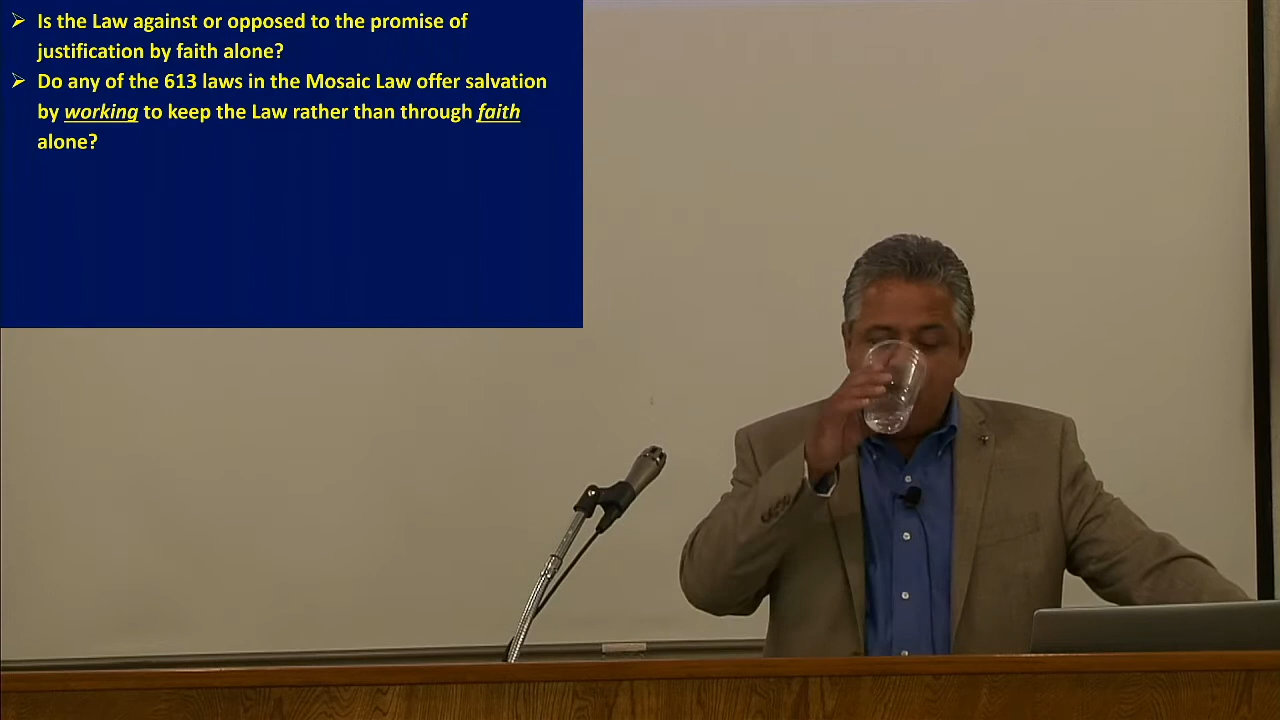 ➢ Is the Law against or opposed to the promise of
justification by faith alone?
➢ Do any of the 613 laws in the Mosaic Law offer salvation
by working to keep the Law rather than through faith
alone?